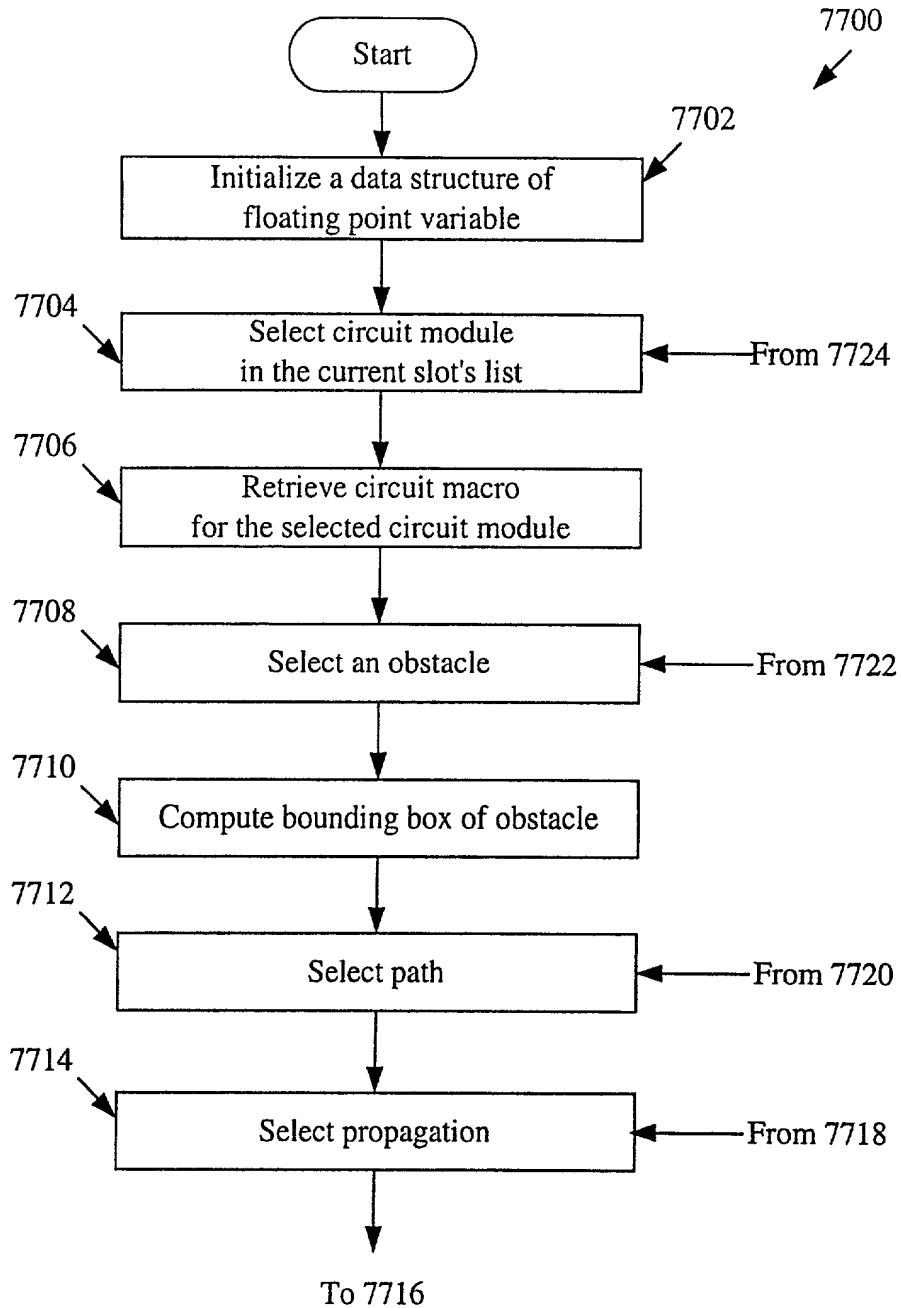 7700
Start
7702
Initialize a data structure of
floating point variable
7704
Select circuit module
in the current slot's list
From 7724
7706
Retrieve circuit macro
for the selected circuit module
7708
Select an obstacle
From 7722
7710
Compute bounding box of obstacle
7712
Select path
From 7720
7714
Select propagation
From 7718
To 7716